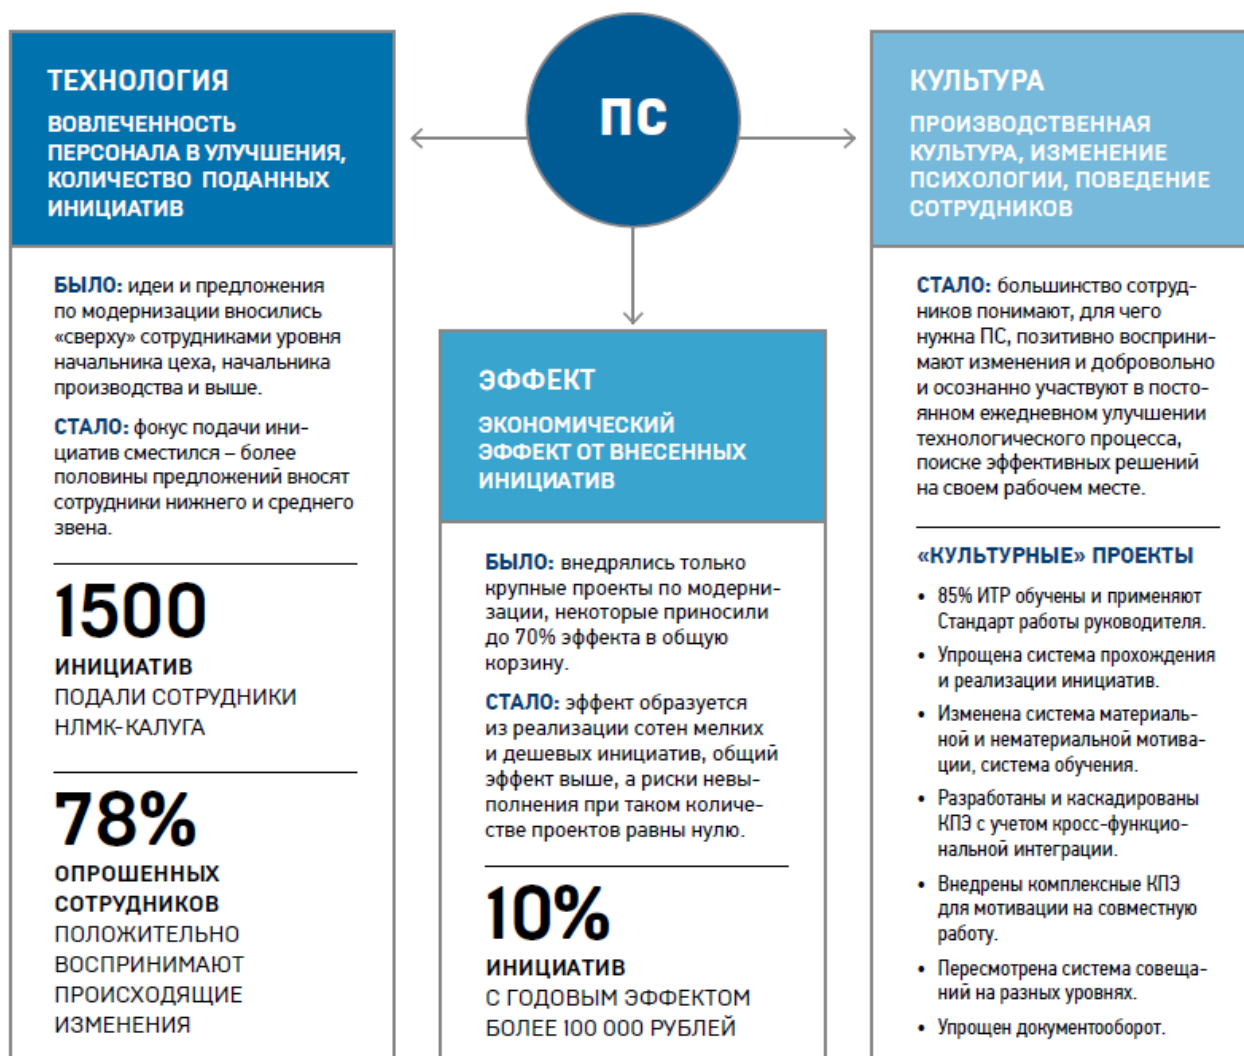 ПС
ТЕХНОЛОГИЯ
ВОВЛЕЧЕННОСТЬ
ПЕРСОНАЛА В УЛУЧШЕНИЯ,
КОЛИЧЕСТВО ПОДАННЫХ
ИНИЦИАТИВ
БЫЛО: идеи и предложения
по модернизации вносились
«сверху» сотрудниками уровня
начальника цеха, начальника
производства и выше.
СТАЛО: фокус подачи ини-
циатив сместился – более
половины предложений вносят
сотрудники нижнего и среднего
звена.
1500
ИНИЦИАТИВ
ПОДАЛИ СОТРУДНИКИ
НЛМК-КАЛУГА
78%
ОПРОШЕННЫХ
СОТРУДНИКОВ
ПОЛОЖИТЕЛЬНО
ВОСПРИНИМАЮТ
ПРОИСХОДЯЩИЕ
ИЗМЕНЕНИЯ
ЭФФЕКТ
ЭКОНОМИЧЕСКИЙ
ЭФФЕКТ ОТ ВНЕСЕННЫХ
ИНИЦИАТИВ
БЫЛО: внедрялись только
крупные проекты по модерни-
зации, некоторые приносили
до 70% эффекта в общую
корзину.
СТАЛО: эффект образуется
из реализации сотен мелких
и дешевых инициатив, общий
эффект выше, а риски невы-
полнения при таком количе-
стве проектов равны нулю.
10%
ИНИЦИАТИВ
С ГОДОВЫМ ЭФФЕКТОМ
БОЛЕЕ 100 000 РУБЛЕЙ
КУЛЬТУРА
ПРОИЗВОДСТВЕННАЯ
КУЛЬТУРА, ИЗМЕНЕНИЕ
ПСИХОЛОГИИ, ПОВЕДЕНИЕ
СОТРУДНИКОВ
СТАЛО: большинство сотруд-
ников понимают, для чего
нужна ПС, позитивно восприни-
мают изменения и добровольно
и осознанно участвуют в посто-
янном ежедневном улучшении
технологического процесса,
поиске эффективных решений
на своем рабочем месте.
«КУЛЬТУРНЫЕ» ПРОЕКТЫ
• 85% ИТР обучены и применяют
Стандарт работы руководителя.
• Упрощена система прохождения
и реализации инициатив.
• Изменена система материаль-
ной и нематериальной мотива-
ции, система обучения.
• Разработаны и каскадированы
КПЭ с учетом кросс-функцио-
нальной интеграции.
• Внедрены комплексные КПЭ
для мотивации на совместную
работу.
• Пересмотрена система совеща-
ний на разных уровнях.
• Упрощен документооборот.